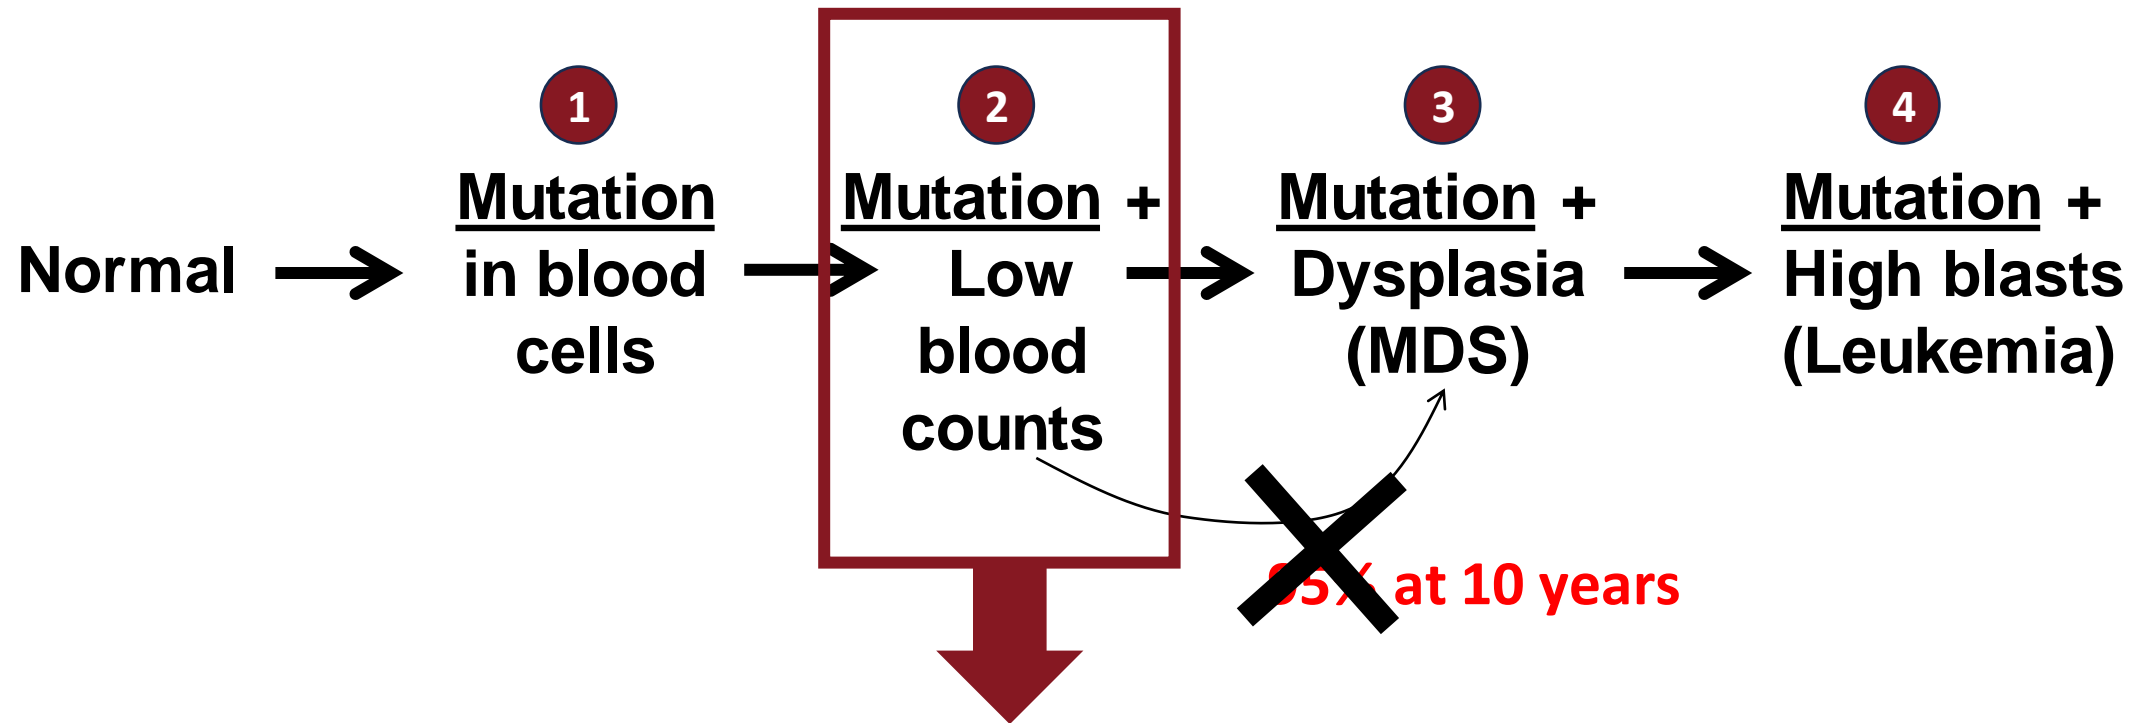 1
2
3
4
Normal
Mutation
in blood
cells
Mutation +
Low
blood
counts
Mutation +
Dysplasia
(MDS)
Mutation +
High blasts
(Leukemia)
95% at 10 years